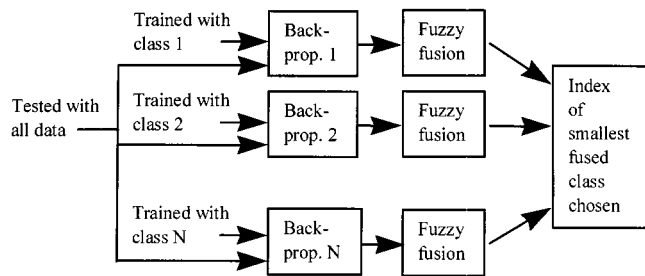 Trained with
class 1
Back-
prop. 1
Fuzzy
fusion
Tested with
all data
Trained with
class 2
Back-
prop. 2
Fuzzy
fusion
Index
of
smallest
fused
class
chosen
Trained with
class N
Back-
prop. N
Fuzzy
fusion